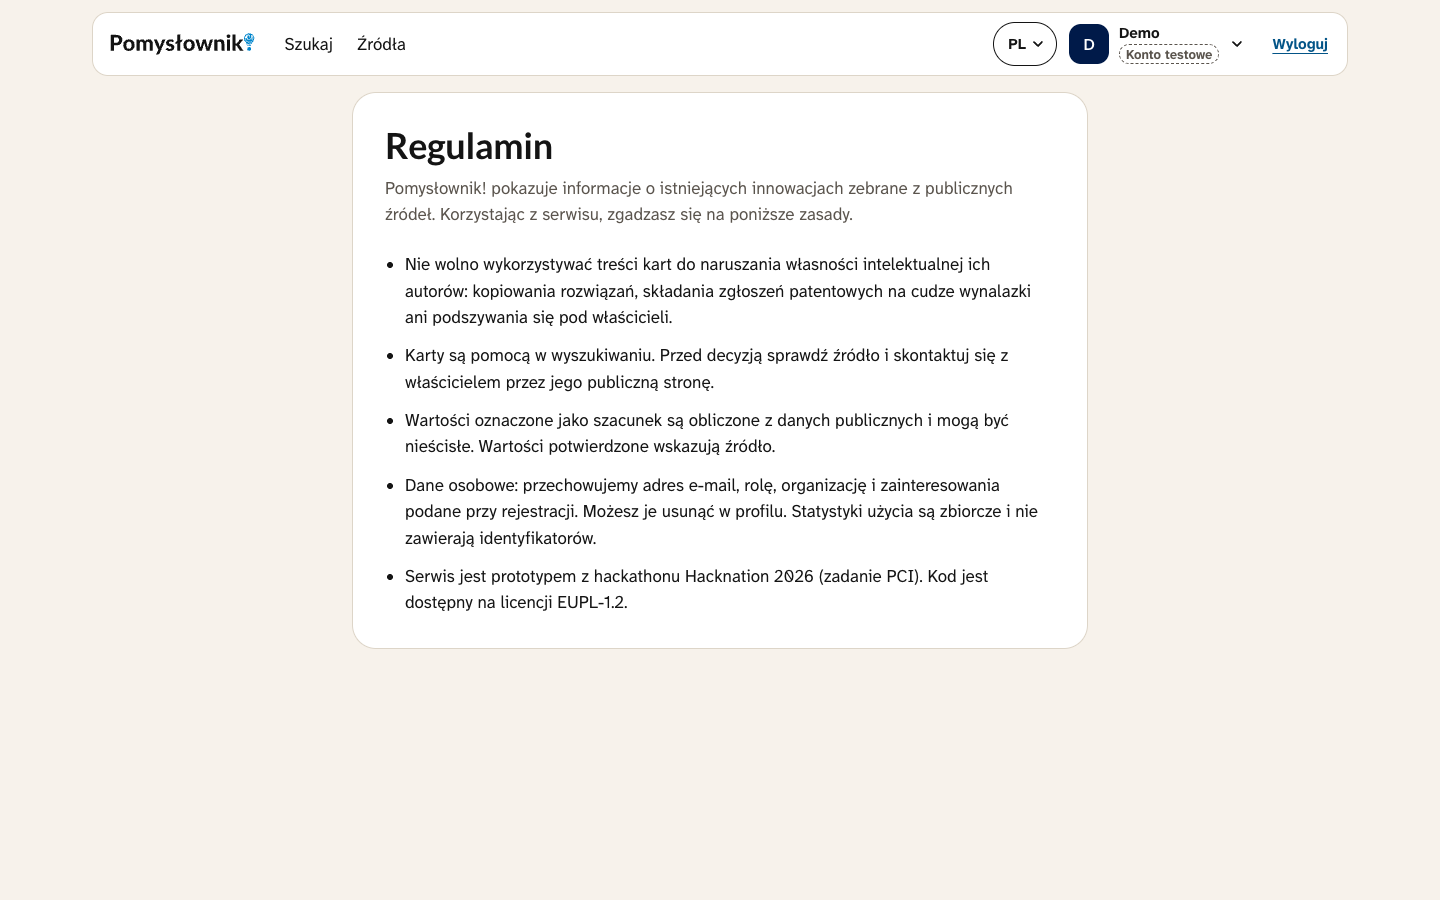 Pomysłownik!
Szukaj
Źródła
PL
D
Demo
Konto testowe
Wyloguj
Regulamin
Pomysłownik! pokazuje informacje o istniejących innowacjach zebrane z publicznych
źródeł. Korzystając z serwisu, zgadzasz się na poniższe zasady.
• Nie wolno wykorzystywać treści kart do naruszania własności intelektualnej ich
autorów: kopiowania rozwiązań, składania zgłoszeń patentowych na cudze wynalazki
ani podszywania się pod właścicieli.
• Karty są pomocą w wyszukiwaniu. Przed decyzją sprawdź źródło i skontaktuj się z
właścicielem przez jego publiczną stronę.
• Wartości oznaczone jako szacunek są obliczone z danych publicznych i mogą być
nieścisłe. Wartości potwierdzone wskazują źródło.
• Dane osobowe: przechowujemy adres e-mail, rolę, organizację i zainteresowania
podane przy rejestracji. Możesz je usunąć w profilu. Statystyki użycia są zbiorcze i nie
zawierają identyfikatorów.
• Serwis jest prototypem z hackathonu Hacknation 2026 (zadanie PCI). Kod jest
dostępny na licencji EUPL-1.2.